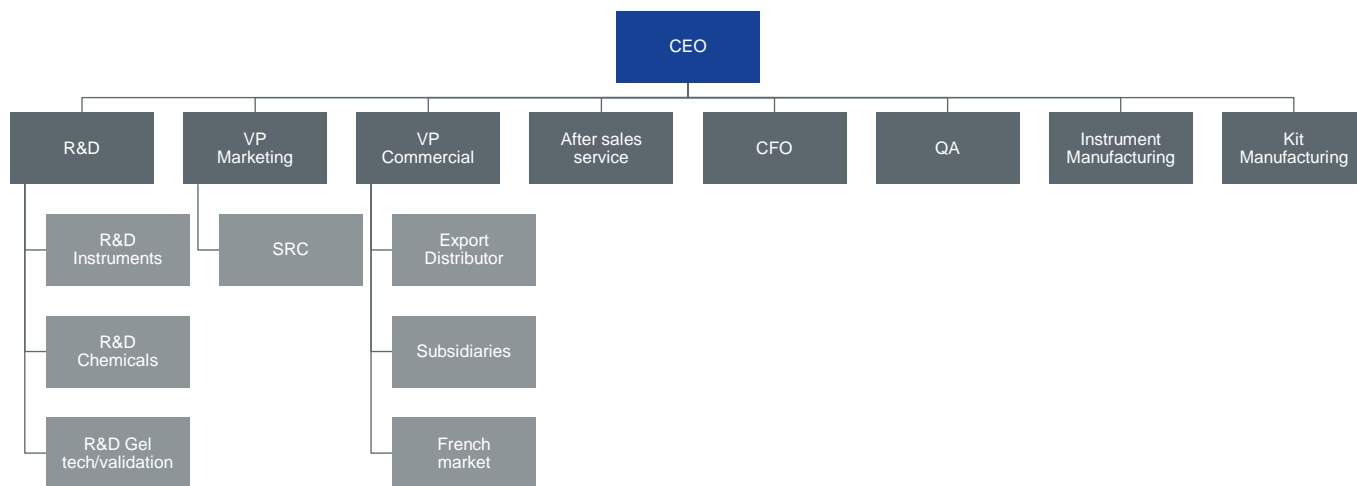 CEO
R&D
VP
Marketing
VP
Commercial
After sales
service
CFO
QA
Instrument
Manufacturing
Kit
Manufacturing
R&D
Instruments
SRC
Export
Distributor
R&D
Chemicals
Subsidiaries
R&D Gel
tech/validation
French
market